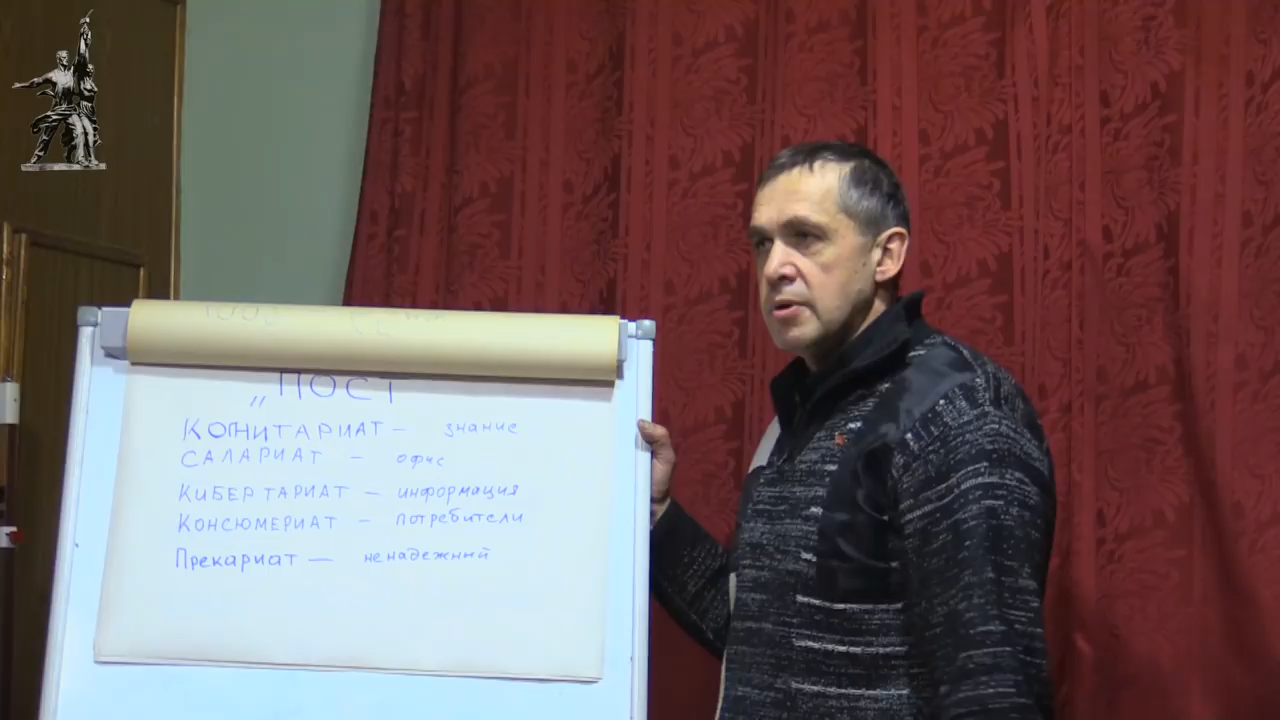 „ПОСТ
КОГНИТАРИАТ – знание
САЛАРИАТ – офис
КИБЕРТАРИАТ – информация
КОНСЮМЕРИАТ – потребители
Прекариат – ненадежный